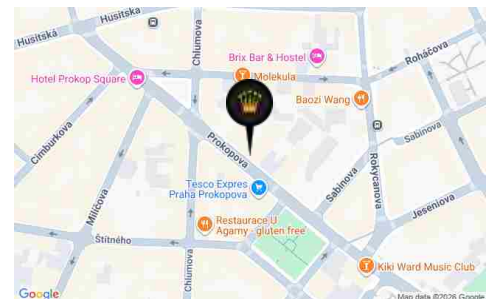 Husitská
Husitská
Chlumova
Brix Bar & Hostel
Roháčova
Hotel Prokop Square
Molekula
Baozi Wang
Cimburkova
Prokopova
Sabinova
Rokycanova
Tesco Expres
Praha Prokopova
Sabinova
Milíčova
Jeseniova
Restaurace U
Agamy - gluten free
Štítného
Chlumova
Kiki Ward Music Club
Google
Map data ©2026 Google